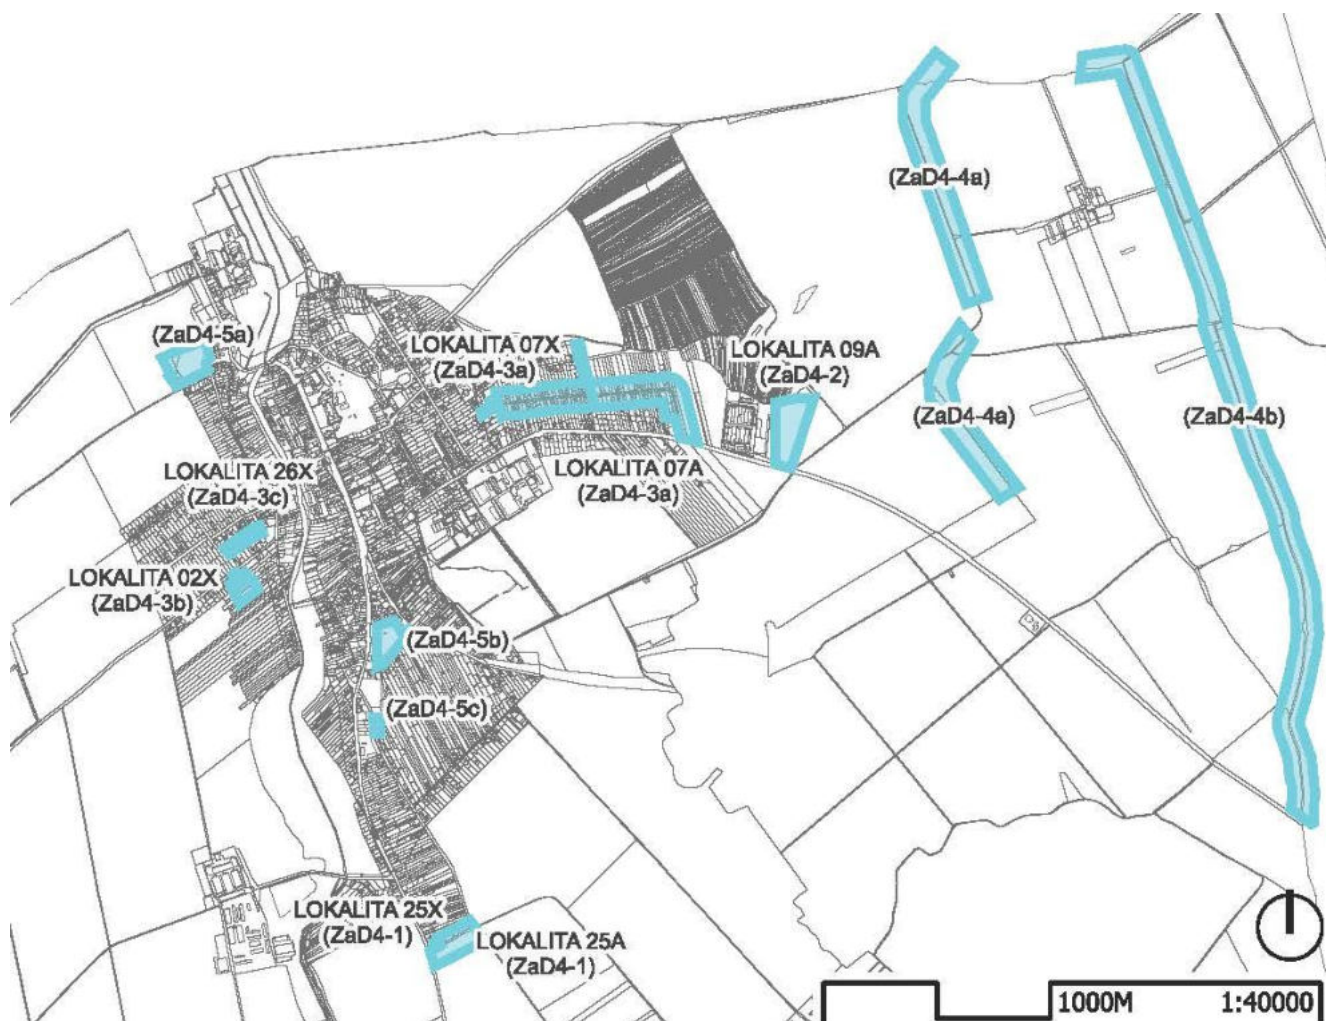 (ZaD4-4a)
(ZaD4-5a)
LOKALITA 07X
(ZaD4-3a)
LOKALITA 09A
(ZaD4-2)
(ZaD4-4a)
(ZaD4-4b)
LOKALITA 26X
(ZaD4-3c)
LOKALITA 07A
(ZaD4-3a)
LOKALITA 02X
(ZaD4-3b)
(ZaD4-5b)
(ZaD4-5c)
LOKALITA 25X
(ZaD4-1)
LOKALITA 25A
(ZaD4-1)
1000M 1:40000